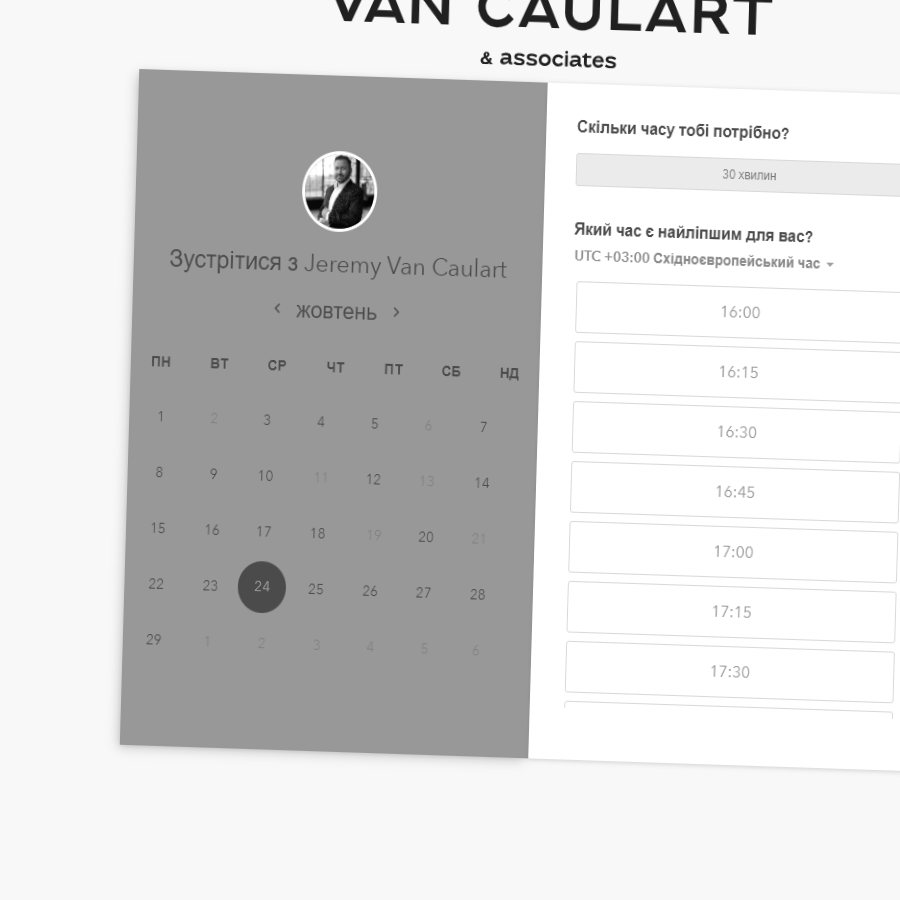 VAN CAULART
& associates
Зустрітися з Jeremy Van Caulart
жовтень
ПН ВТ СР ЧТ ПТ СБ НД
1 2 3 4 5 6 7
8 9 10 11 12 13 14
15 16 17 18 19 20 21
22 23 24 25 26 27 28
29 1 2 3 4 5 6
Скільки часу тобі потрібно?
30 хвилин
Який час є найліпшим для вас?
UTC +03:00 Східноєвропейський час
16:00
16:15
16:30
16:45
17:00
17:15
17:30